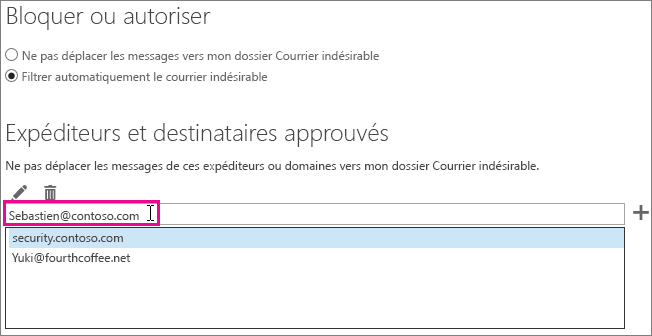 Bloquer ou autoriser
Ne pas déplacer les messages vers mon dossier Courrier indésirable
Filtrer automatiquement le courrier indésirable
Expéditeurs et destinataires approuvés
Ne pas déplacer les messages de ces expéditeurs ou domaines vers mon dossier Courrier indésirable.
Sebastien@contoso.com
security.contoso.com
Yuki@fourthcoffee.net